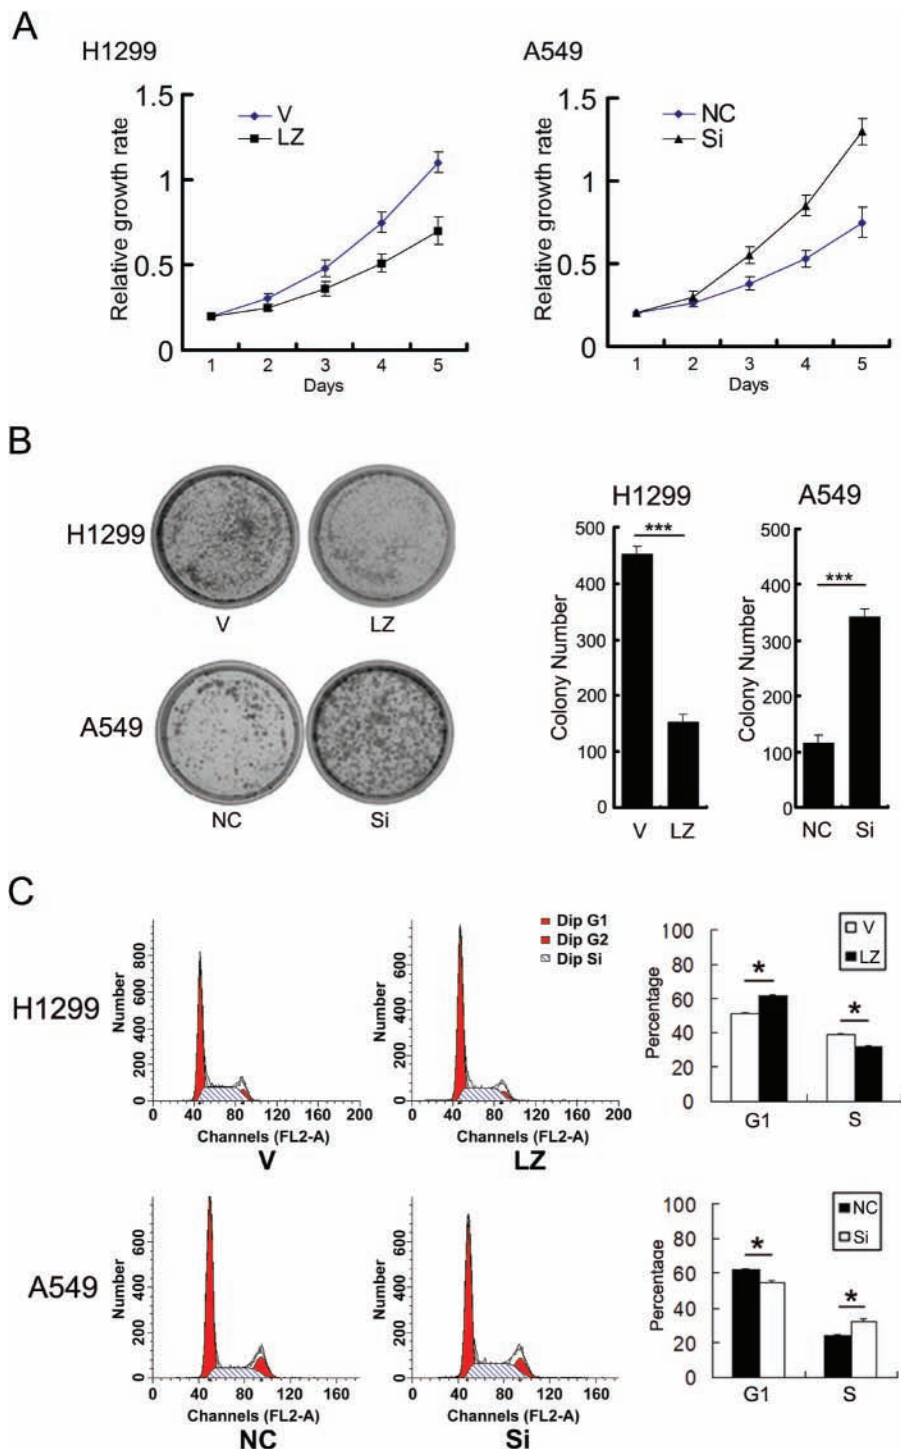 A
H1299
A549
Relative growth rate
1.5
1
0.5
0
V
LZ
1 2 3 4 5
Days
Relative growth rate
1.5
1
0.5
0
NC
Si
1 2 3 4 5
Days
B
H1299
V
LZ
A549
NC
Si
H1299
Colony Number
500
400
300
200
100
0
***
V LZ
A549
Colony Number
500
400
300
200
100
0
***
NC Si
C
H1299
Number
800
600
400
200
0
0 40 80 120 160 200
Channels (FL2-A)
V
Number
600
400
200
0
Dip G1
Dip G2
Dip Si
0 40 80 120 160 200
Channels (FL2-A)
LZ
Percentage
100
80
60
40
20
0
V
LZ
*
*
G1 S
A549
Number
600
400
200
0
0 40 80 120 160
Channels (FL2-A)
NC
Number
600
400
200
0
0 40 80 120 160
Channels (FL2-A)
Si
Percentage
100
80
60
40
20
0
NC
Si
*
*
G1 S